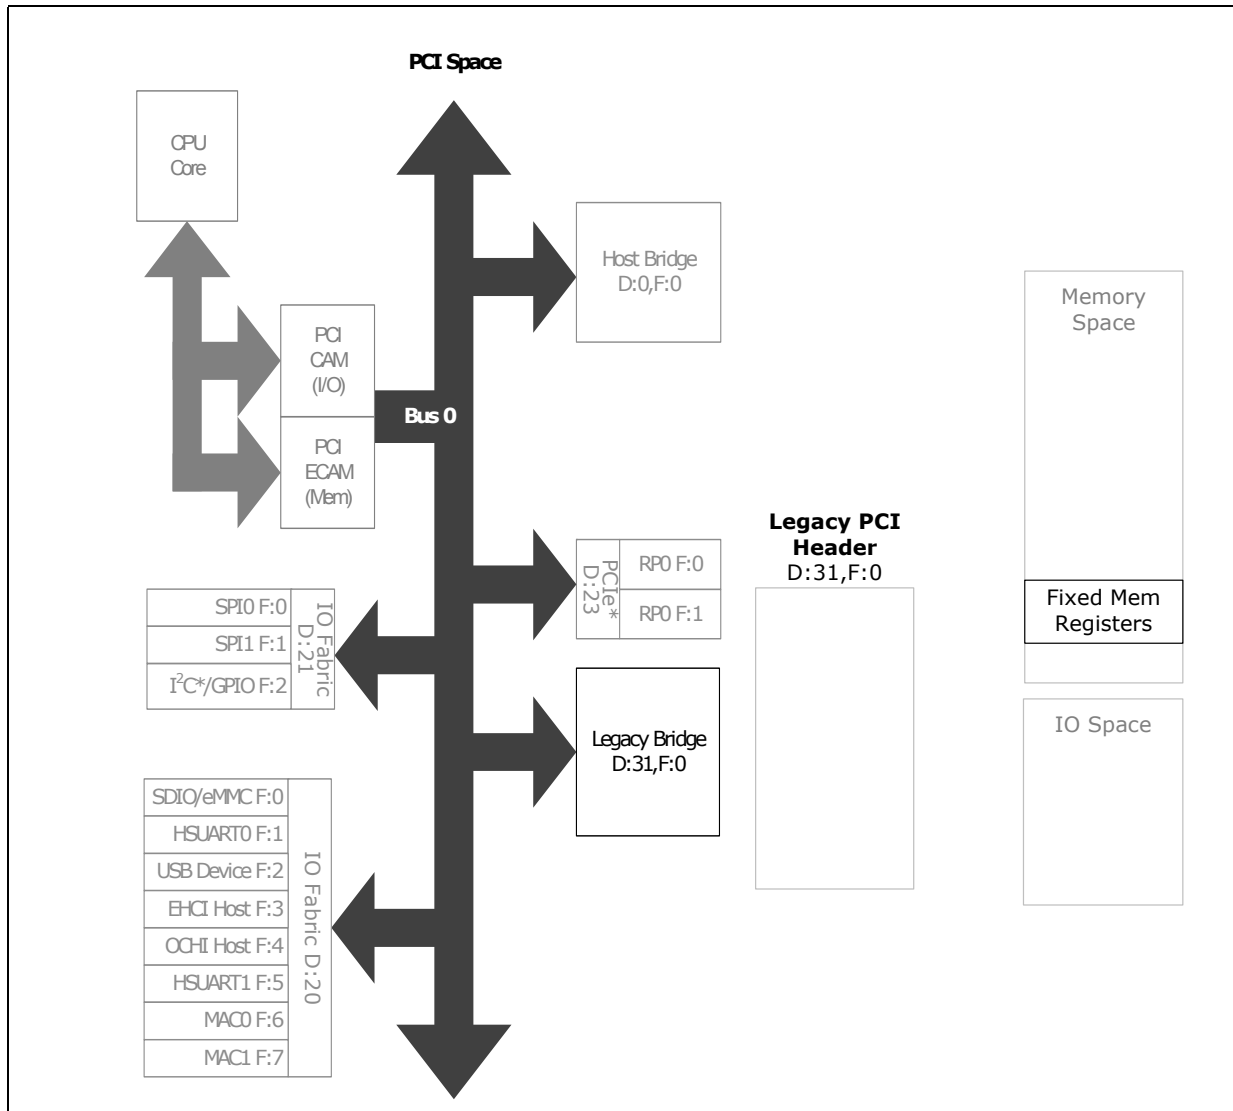 PCI Space
CPU
Core
Host Bridge
D:0,F:0
Memory
Space
PCI
CAM
(I/O)
Bus 0
PCI
ECAM
(Mem)
Legacy PCI
Header
D:31,F:0
PCIe*
D:23
RP0 F:0
RP0 F:1
Fixed Mem
Registers
SPI0 F:0
SPI1 F:1
I²C*/GPIO F:2
IO Fabric
D:21
Legacy Bridge
D:31,F:0
IO Space
SDIO/eMMC F:0
HSUART0 F:1
USB Device F:2
EHCI Host F:3
OCHI Host F:4
HSUART1 F:5
MAC0 F:6
MAC1 F:7
IO Fabric D:20